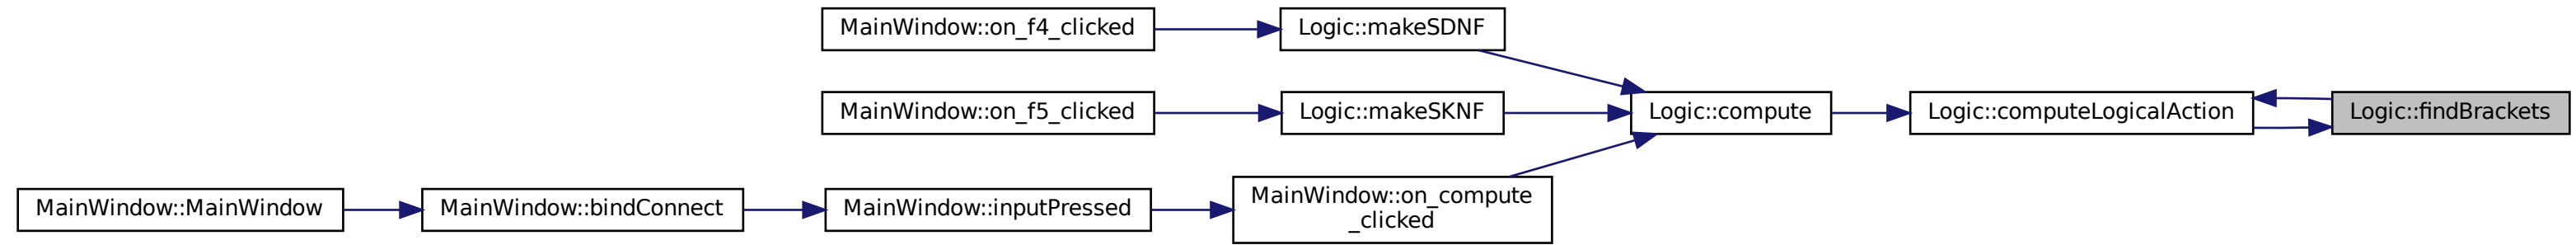 MainWindow::on_f4_clicked
Logic::makeSDNF
MainWindow::on_f5_clicked
Logic::makeSKNF
Logic::compute
Logic::computeLogicalAction
Logic::findBrackets
MainWindow::MainWindow
MainWindow::bindConnect
MainWindow::inputPressed
MainWindow::on_compute
_clicked